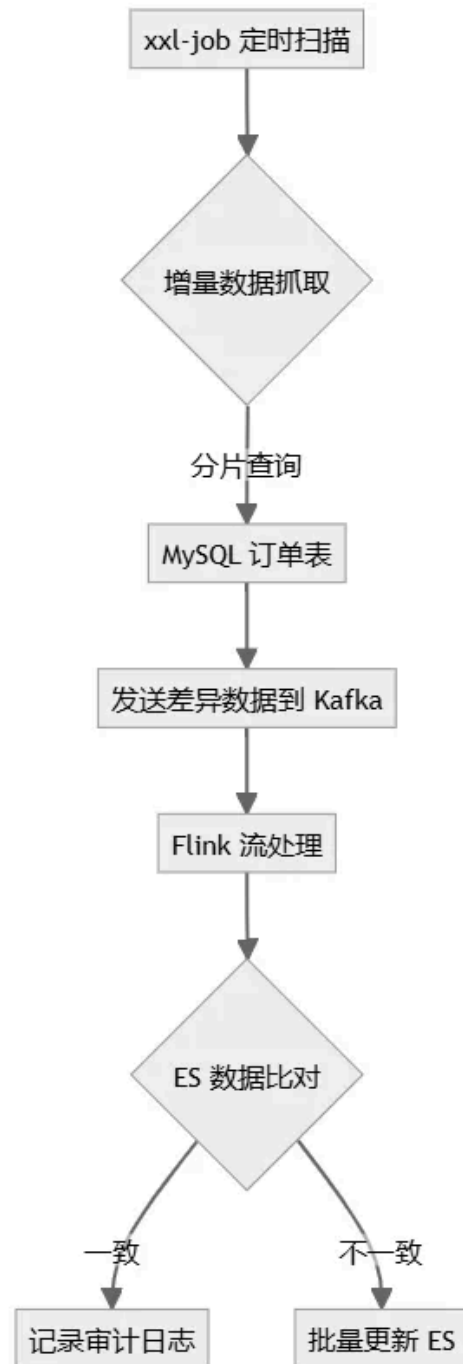 xxl-job 定时扫描
增量数据抓取
分片查询
MySQL 订单表
发送差异数据到 Kafka
Flink 流处理
ES 数据比对
一致
不一致
记录审计日志
批量更新 ES